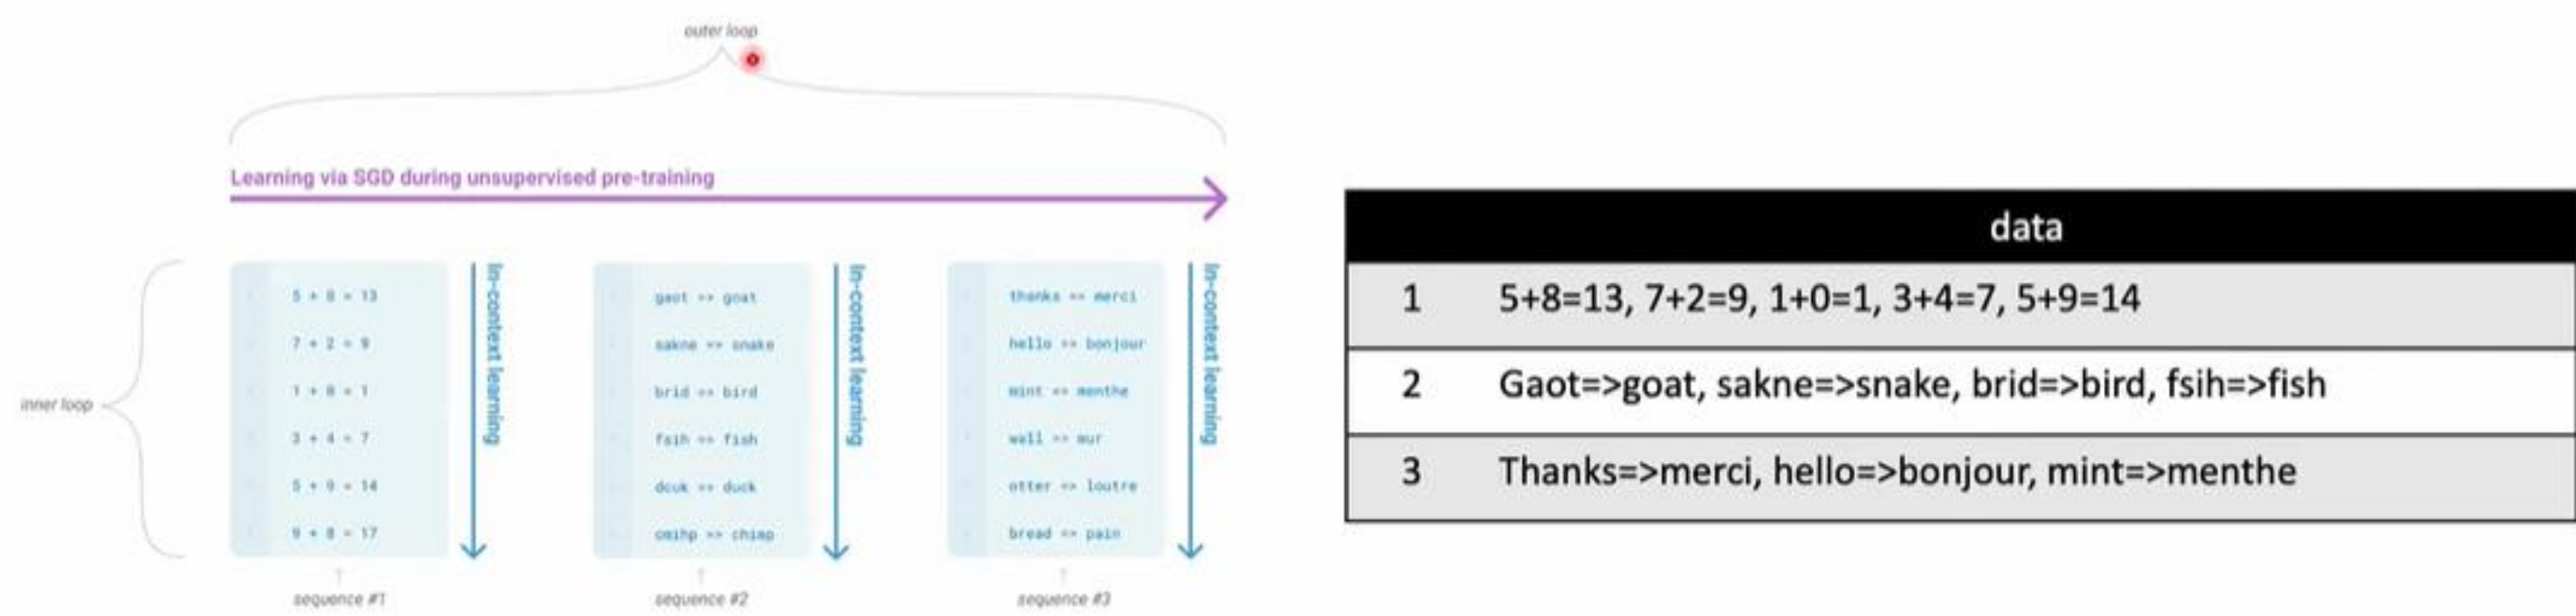 outer loop
Learning via SGD during unsupervised pre-training
inner loop
5 + 8 = 13
7 + 2 = 9
1 + 0 = 1
3 + 4 = 7
5 + 9 = 14
9 + 8 = 17
In-context learning
sequence #1
gaot => goat
sakne => snake
brid => bird
fsih => fish
dcuk => duck
cmihp => chimp
In-context learning
sequence #2
thanks => merci
hello => bonjour
mint => menthe
wall => mur
otter => loutre
bread => pain
In-context learning
sequence #3
data
1 5+8=13, 7+2=9, 1+0=1, 3+4=7, 5+9=14
2 Gaot=>goat, sakne=>snake, brid=>bird, fsih=>fish
3 Thanks=>merci, hello=>bonjour, mint=>menthe